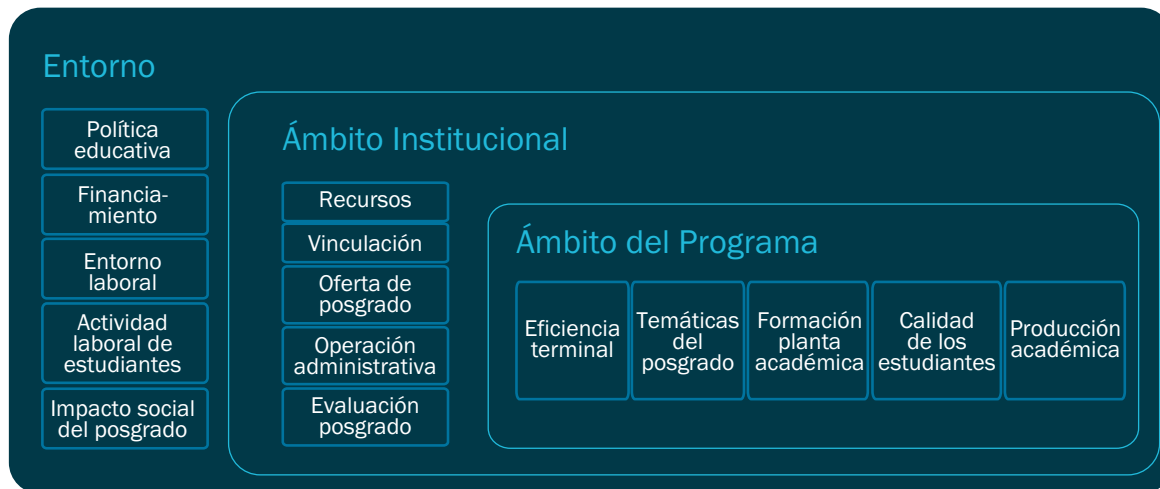 Entorno
Política
educativa
Financia-
miento
Entorno
laboral
Actividad
laboral de
estudiantes
Impacto social
del posgrado
Ámbito Institucional
Recursos
Vinculación
Oferta de
posgrado
Operación
administrativa
Evaluación
posgrado
Ámbito del Programa
Eficiencia
terminal
Temáticas
del
posgrado
Formación
planta
académica
Calidad
de los
estudiantes
Producción
académica